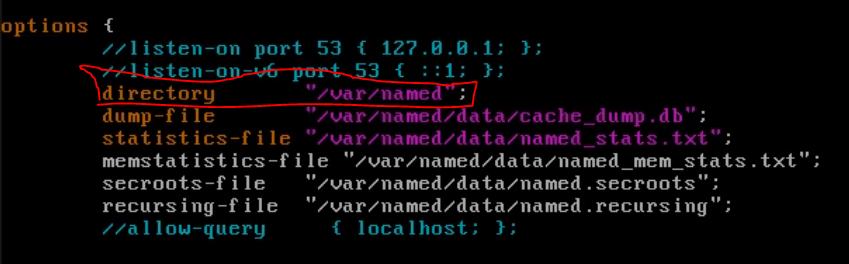 options {
//listen-on port 53 { 127.0.0.1; };
//listen-on-v6 port 53 { ::1; };
directory "/var/named";
dump-file "/var/named/data/cache_dump.db";
statistics-file "/var/named/data/named_stats.txt";
memstatistics-file "/var/named/data/named_mem_stats.txt";
secroots-file "/var/named/data/named.secroots";
recursing-file "/var/named/data/named.recursing";
//allow-query { localhost; };